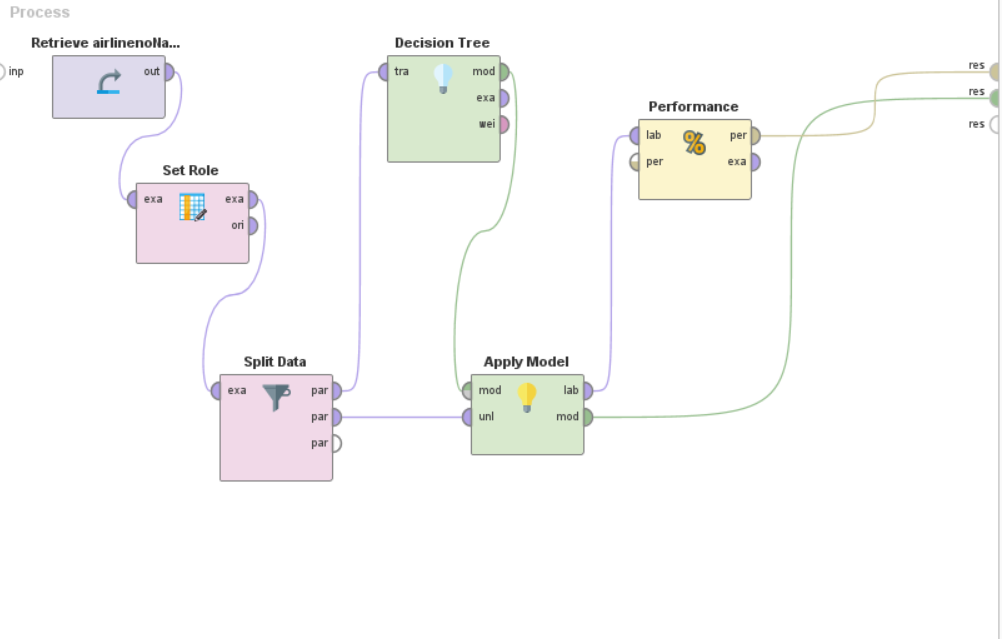 Process
inp
Retrieve airlinenoNa...
out
Set Role
exa
exa
ori
Split Data
exa
par
par
par
Decision Tree
tra
mod
exa
wei
Apply Model
mod
lab
unl
mod
Performance
%
lab
per
per
exa
res
res
res